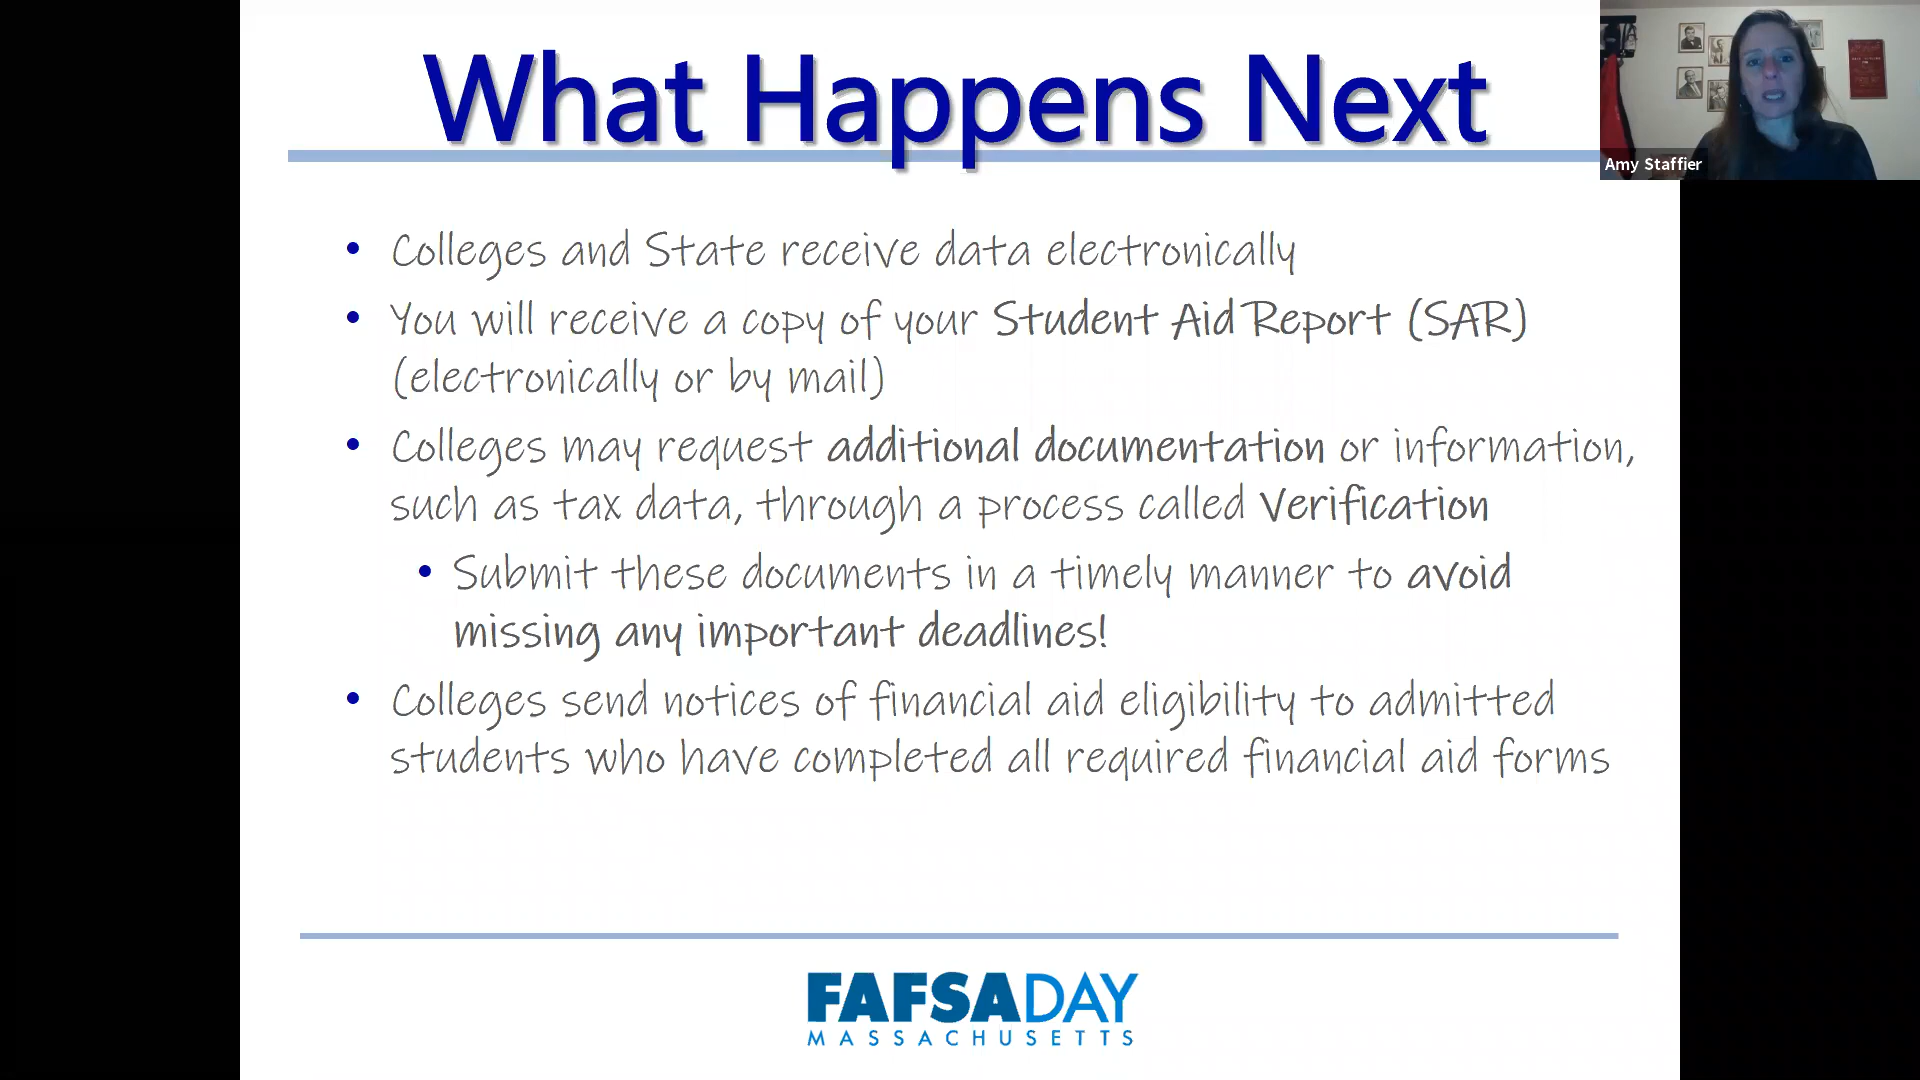 What Happens Next
Amy Staffier
• Colleges and State receive data electronically
• You will receive a copy of your Student Aid Report (SAR)
(electronically or by mail)
• Colleges may request additional documentation or information,
such as tax data, through a process called Verification
• Submit these documents in a timely manner to avoid
missing any important deadlines!
• Colleges send notices of financial aid eligibility to admitted
students who have completed all required financial aid forms
FAFSADAY
MASSACHUSETTS